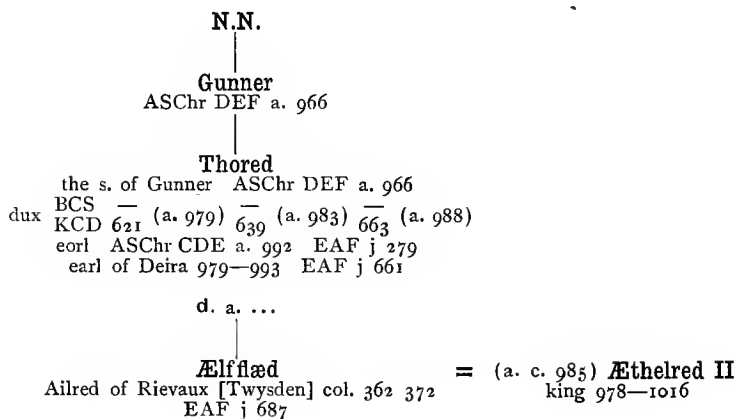 N.N.
Gunner
ASChr DEF a. 966
Thored
the s. of Gunner ASChr DEF a. 966
dux BCS — — —
KCD 621 (a. 979) 639 (a. 983) 663 (a. 988)
eorl ASChr CDE a. 992 EAF j 279
earl of Deira 979—993 EAF j 661
d. a. ...
Ælfflæd = (a. c. 985) Æthelred II
Ailred of Rievaux [Twysden] col. 362 372 king 978—1016
EAF j 687